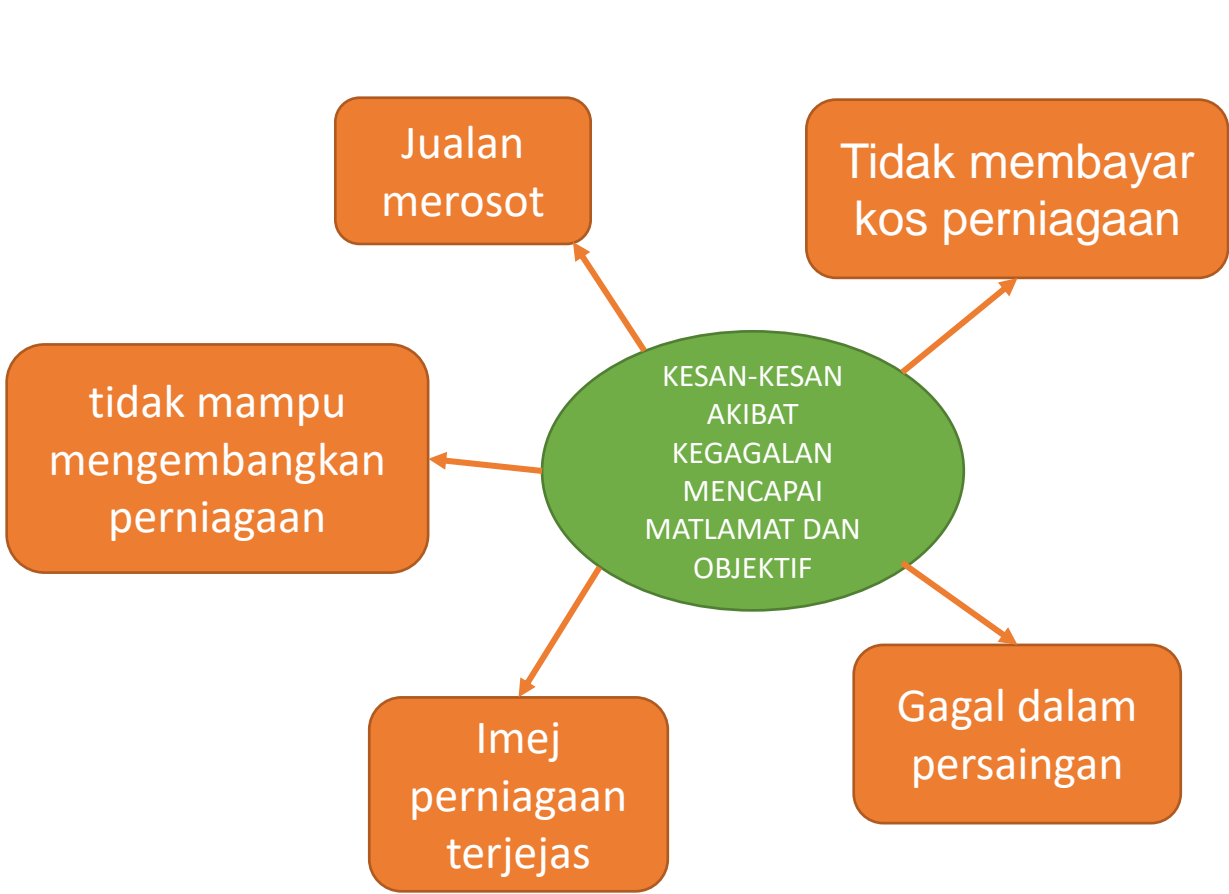 Jualan
merosot
Tidak membayar
kos perniagaan
tidak mampu
mengembangkan
perniagaan
KESAN-KESAN
AKIBAT
KEGAGALAN
MENCAPAI
MATLAMAT DAN
OBJEKTIF
Imej
perniagaan
terjejas
Gagal dalam
persaingan